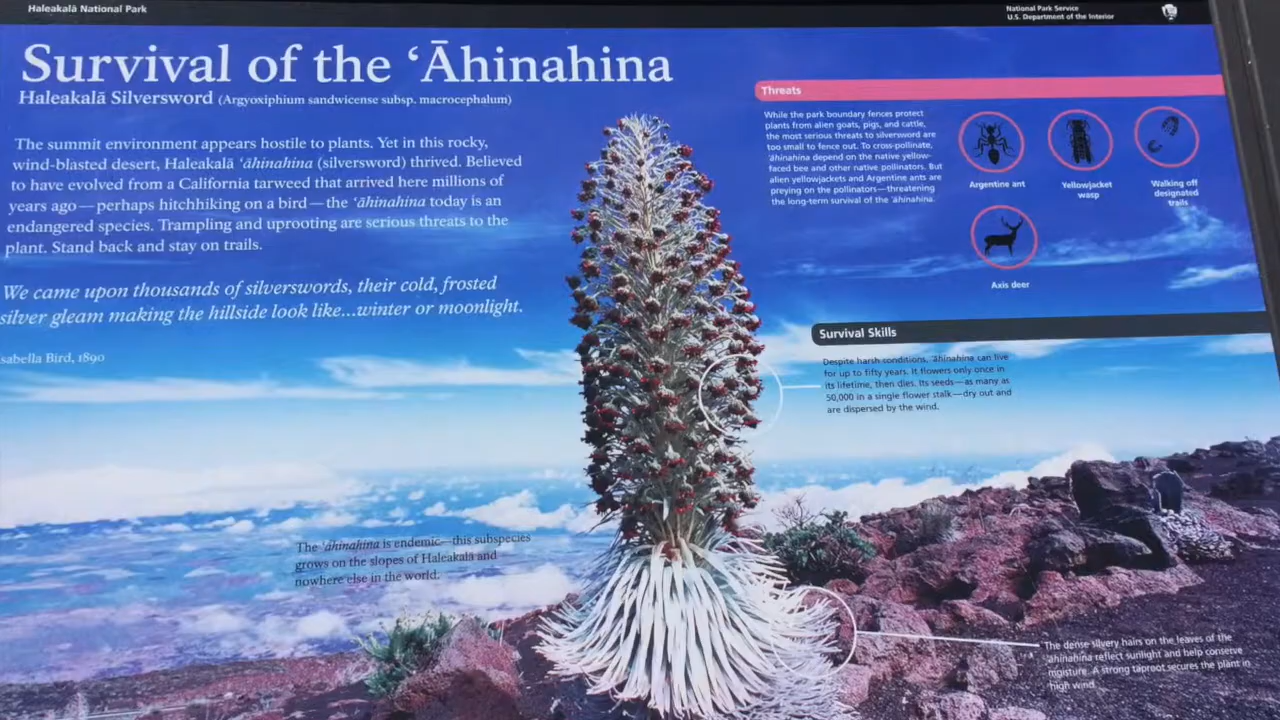 Haleakalā National Park
National Park Service
U.S. Department of the Interior
Survival of the ʻĀhinahina
Haleakalā Silversword (Argyoxiphium sandwicense subsp. macrocephalum)
The summit environment appears hostile to plants. Yet in this rocky,
wind-blasted desert, Haleakalā ʻāhinahina (silversword) thrived. Believed
to have evolved from a California tarweed that arrived here millions of
years ago—perhaps hitchhiking on a bird—the ʻāhinahina today is an
endangered species. Trampling and uprooting are serious threats to the
plant. Stand back and stay on trails.
We came upon thousands of silverswords, their cold, frosted
silver gleam making the hillside look like...winter or moonlight.
sabella Bird, 1890
Threats
While the park boundary fences protect
plants from alien goats, pigs, and cattle,
the most serious threats to silversword are
too small to fence out. To cross-pollinate,
ʻāhinahina depend on the native yellow-
faced bee and other native pollinators. But
alien yellowjackets and Argentine ants are
preying on the pollinators—threatening
the long-term survival of the ʻāhinahina.
Argentine ant
Yellowjacket
wasp
Walking off
designated
trails
Axis deer
Survival Skills
Despite harsh conditions, ʻāhinahina can live
for up to fifty years. It flowers only once in
its lifetime, then dies. Its seeds—as many as
50,000 in a single flower stalk—dry out and
are dispersed by the wind.
The ʻāhinahina is endemic—this subspecies
grows on the slopes of Haleakalā and
nowhere else in the world.
The dense silvery hairs on the leaves of the
ʻāhinahina reflect sunlight and help conserve
moisture. A strong taproot secures the plant in
high wind.